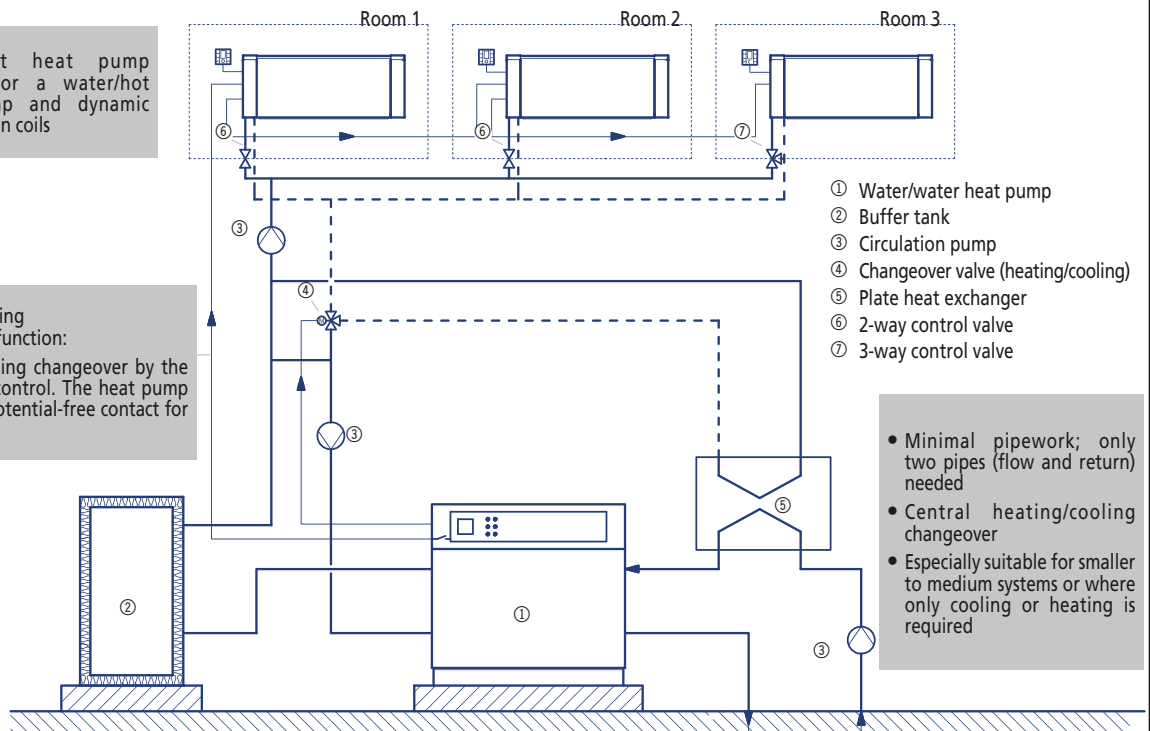 Room 1
Room 2
Room 3
t heat pump
or a water/hot
p and dynamic
n coils
⑥
⑥
⑦
① Water/water heat pump
② Buffer tank
③ Circulation pump
④ Changeover valve (heating/cooling)
⑤ Plate heat exchanger
⑥ 2-way control valve
⑦ 3-way control valve
③
④
M
ing
function:
ing changeover by the
control. The heat pump
otential-free contact for
③
• Minimal pipework; only
two pipes (flow and return)
needed
• Central heating/cooling
changeover
• Especially suitable for smaller
to medium systems or where
only cooling or heating is
required
⑤
②
①
③